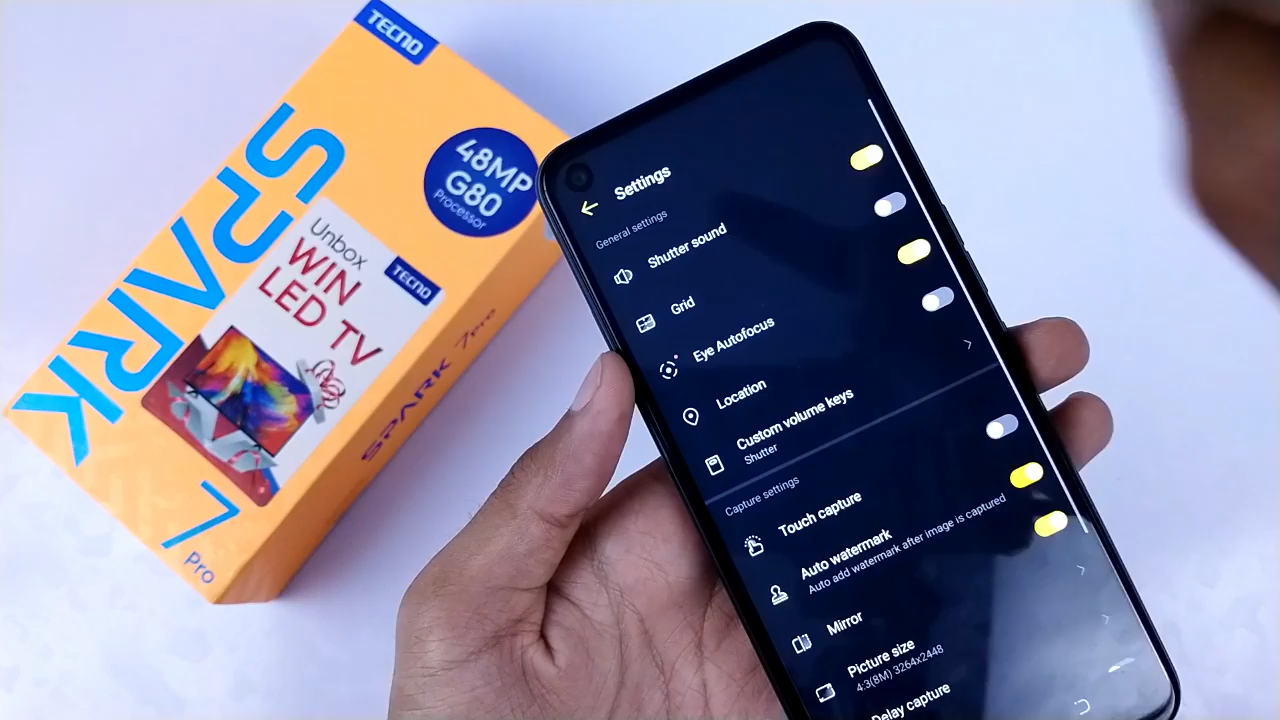 TECNO
SPARK
7
Pro
48MP
G80
Processor
Unbox
WIN
LED TV
TECNO
SPARK 7Pro
Settings
General settings
Shutter sound
Grid
Eye Autofocus
Location
Custom volume keys
Shutter
Capture settings
Touch capture
Auto watermark
Auto add watermark after image is captured
Mirror
Picture size
4:3(8M) 3264x2448
Delay capture